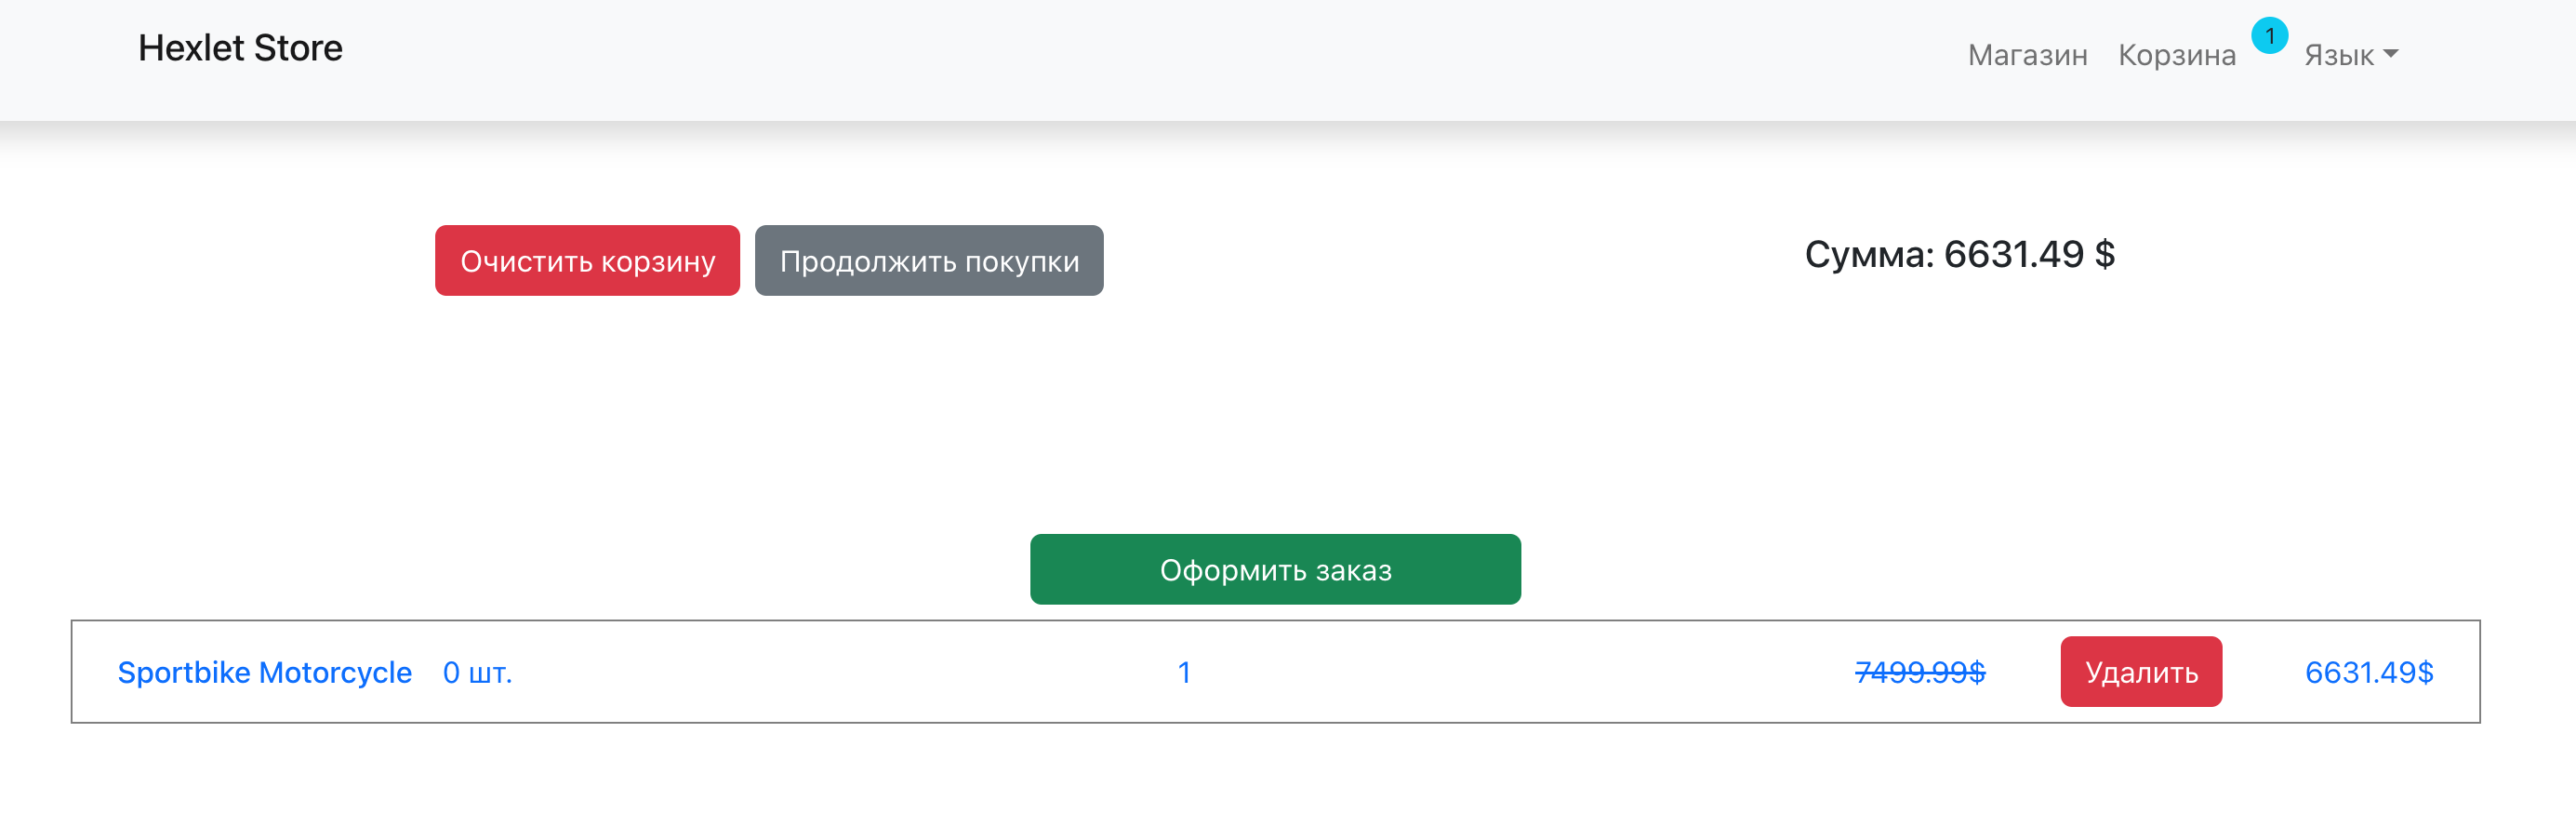 Hexlet Store Магазин Корзина 1 Язык
Очистить корзину Продолжить покупки Сумма: 6631.49 $
Оформить заказ
Sportbike Motorcycle 0 шт. 1 7499.99$ Удалить 6631.49$